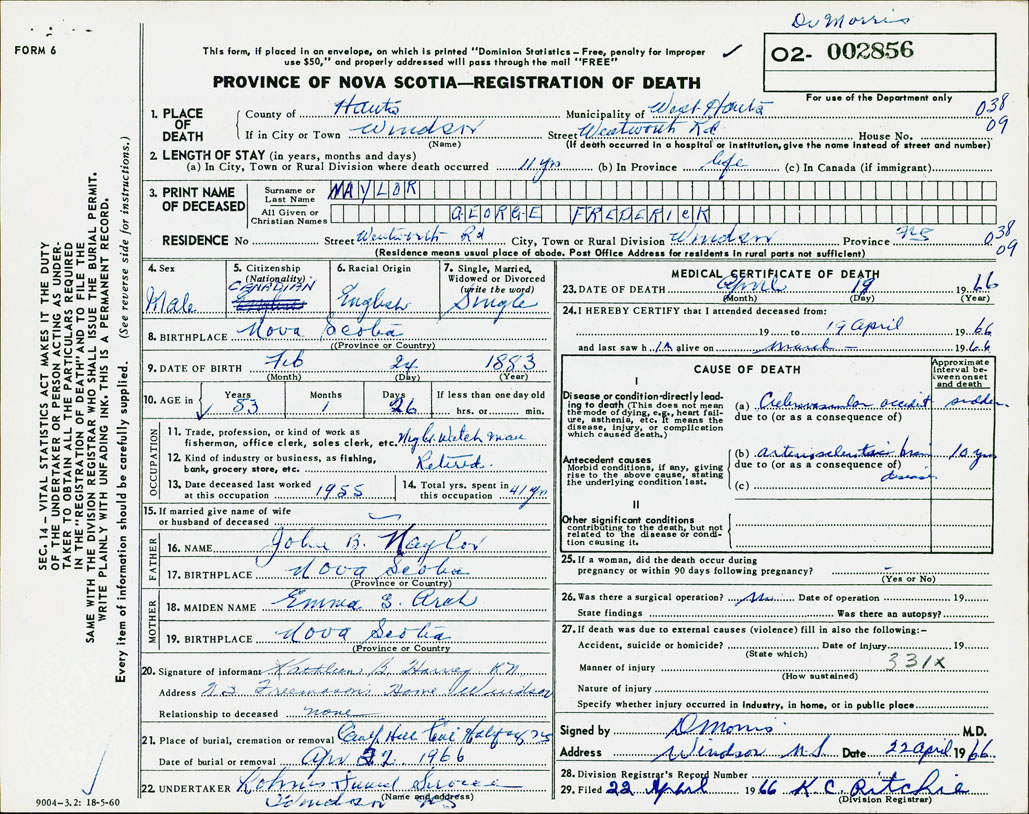 Dr Morris
FORM 6
This form, if placed in an envelope, on which is printed "Dominion Statistics – Free, penalty for improper
use $50," and properly addressed will pass through the mail "FREE"
02- 002856
PROVINCE OF NOVA SCOTIA—REGISTRATION OF DEATH
For use of the Department only
1. PLACE OF DEATH
County of Hants Municipality of West Hants 038
If in City or Town Windsor Street Wentworth Rd House No. 09
(Name) (If death occurred in a hospital or institution, give the name instead of street and number)
2. LENGTH OF STAY (in years, months and days)
(a) In City, Town or Rural Division where death occurred 11 yrs (b) In Province life (c) In Canada (if immigrant)
3. PRINT NAME OF DECEASED
Surname or Last Name NAYLOR
All Given or Christian Names GEORGE FREDERICK
RESIDENCE No Street Wentworth Rd City, Town or Rural Division Windsor Province NS 038
09
(Residence means usual place of abode. Post Office Address for residents in rural parts not sufficient)
4. Sex Male
5. Citizenship (Nationality) CANADIAN English
6. Racial Origin English
7. Single, Married, Widowed or Divorced (write the word) Single
8. BIRTHPLACE Nova Scotia
(Province or Country)
9. DATE OF BIRTH Feb 24 1883
(Month) (Day) (Year)
10. AGE in Years 83 Months 1 Days 26 If less than one day old hrs. or min.
OCCUPATION
11. Trade, profession, or kind of work as
fisherman, office clerk, sales clerk, etc. Night Watch man
12. Kind of industry or business, as fishing,
bank, grocery store, etc. Retired.
13. Date deceased last worked at this occupation 1955
14. Total yrs. spent in this occupation 41 yrs
15. If married give name of wife
or husband of deceased
FATHER
16. NAME John B. Naylor
17. BIRTHPLACE Nova Scotia
(Province or Country)
MOTHER
18. MAIDEN NAME Emma Arch
19. BIRTHPLACE Nova Scotia
(Province or Country)
20. Signature of informant Kathleen B Harvey RN
Address N S Freemason's Home Windsor
Relationship to deceased none
21. Place of burial, cremation or removal Camp Hill Halifax NS
Date of burial or removal Apr 22 1966
22. UNDERTAKER Funeral Service
(Name and address)
Windsor NS
9004-3.2: 18-5-60
MEDICAL CERTIFICATE OF DEATH
23. DATE OF DEATH April 19 1966
(Month) (Day) (Year)
24. I HEREBY CERTIFY that I attended deceased from:
19 to 19 April 1966
and last saw him alive on March – 1966
CAUSE OF DEATH
Approximate interval between onset and death
I
Disease or condition directly leading to death (This does not mean the mode of dying, e.g., heart failure, asthenia, etc. It means the disease, injury, or complication which caused death.)
(a) Cerebrovascular accident sudden
due to (or as a consequence of)
Antecedent causes
Morbid conditions, if any, giving rise to the above cause, stating the underlying condition last.
(b) arteriosclerotic brain 10 yrs
due to (or as a consequence of) disease
(c)
II
Other significant conditions
contributing to the death, but not related to the disease or condition causing it.
25. If a woman, did the death occur during
pregnancy or within 90 days following pregnancy? –
(Yes or No)
26. Was there a surgical operation? No Date of operation 19
State findings Was there an autopsy?
27. If death was due to external causes (violence) fill in also the following:–
Accident, suicide or homicide? Date of injury 19
(State which) 331X
Manner of injury
(How sustained)
Nature of injury
Specify whether injury occurred in industry, in home, or in public place
Signed by D Morris M.D.
Address Windsor N.S Date 22 April 1966.
28. Division Registrar's Record Number
29. Filed 22 April 1966 K. C. Ritchie
(Division Registrar)
SEC. 14 – VITAL STATISTICS ACT MAKES IT THE DUTY
OF THE UNDERTAKER OR PERSON ACTING AS UNDER-
TAKER TO OBTAIN ALL THE PARTICULARS REQUIRED
IN THE "REGISTRATION OF DEATH" AND TO FILE THE
SAME WITH THE DIVISION REGISTRAR WHO SHALL ISSUE THE BURIAL PERMIT.
WRITE PLAINLY WITH UNFADING INK. THIS IS A PERMANENT RECORD.
Every item of information should be carefully supplied. (See reverse side for instructions.)